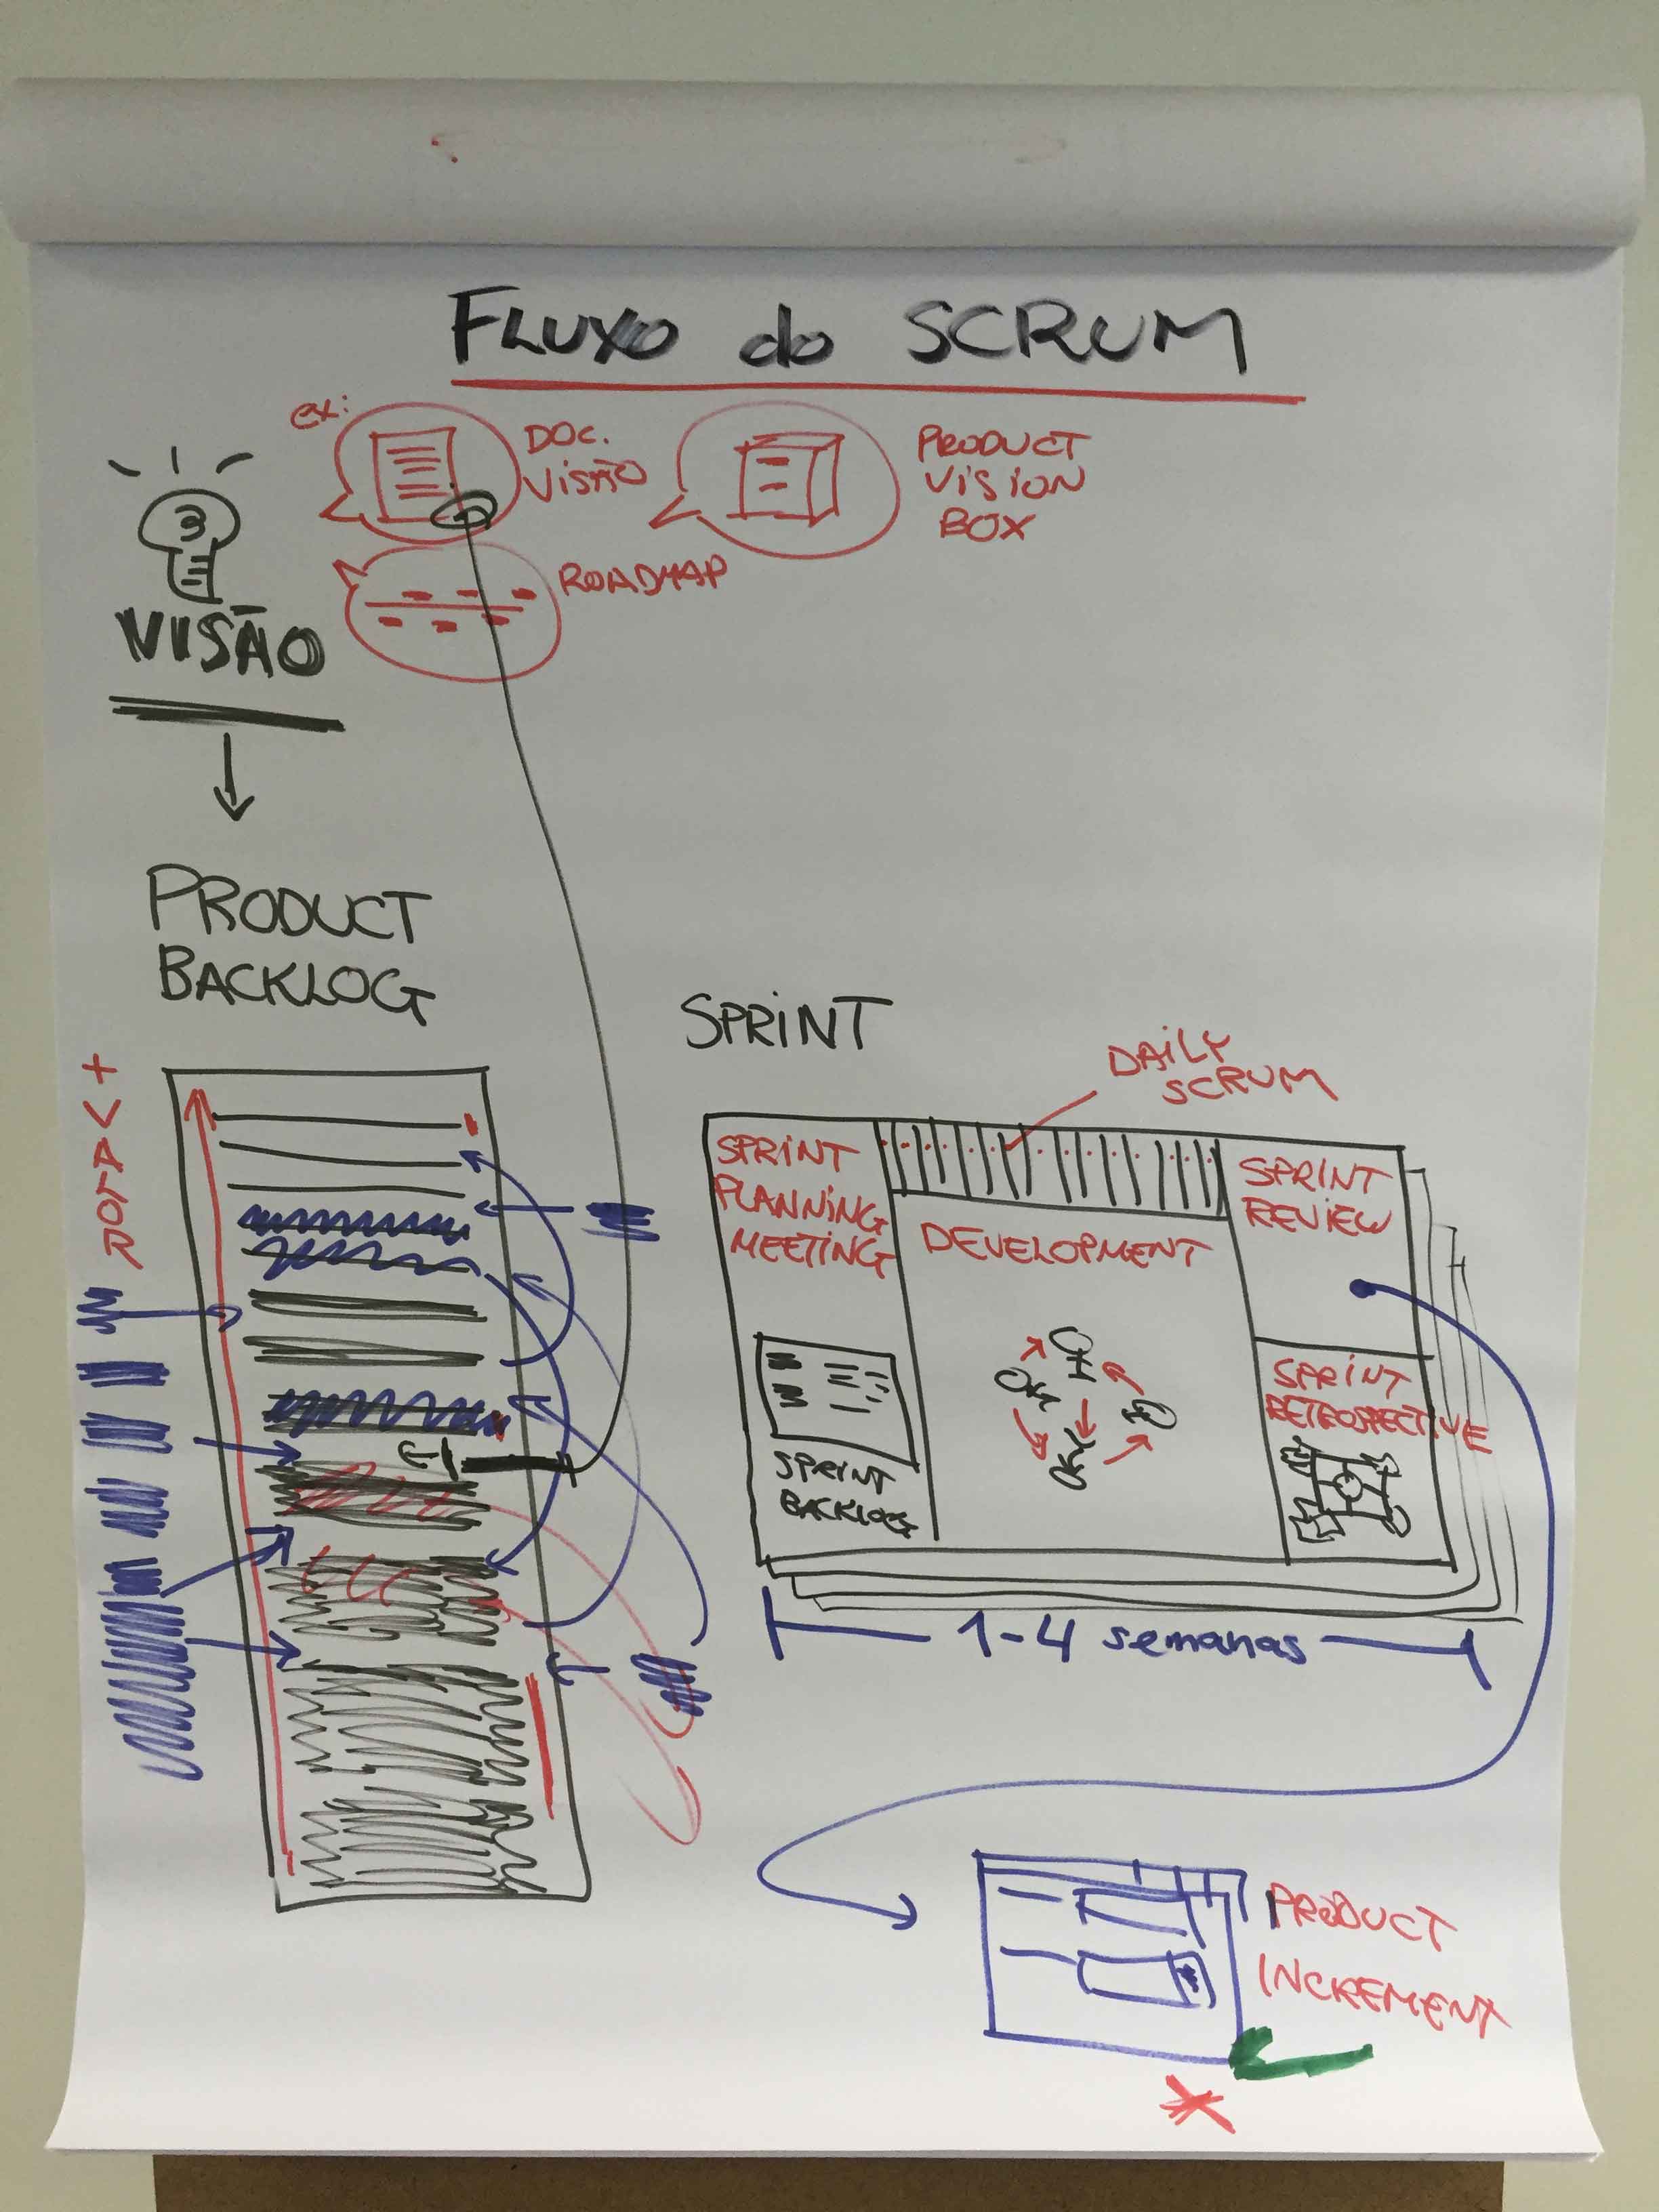 FLUXO do SCRUM
ex:
DOC.
VISÃO
PRODUCT
VISION
BOX
ROADMAP
VISÃO
PRODUCT
BACKLOG
+ VALOR
SPRINT
DAILY
SCRUM
SPRINT
PLANNING
MEETING
DEVELOPMENT
SPRINT
REVIEW
SPRINT
RETROSPECTIVE
SPRINT
BACKLOG
1-4 semanas
PRODUCT
INCREMENT